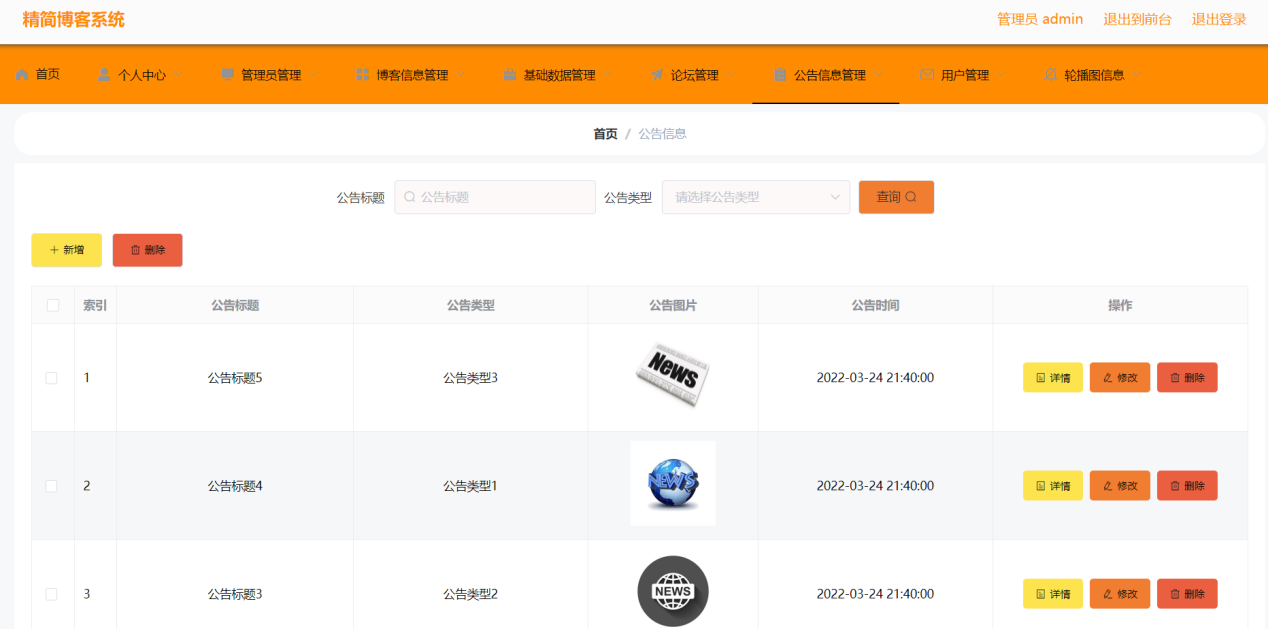 精简博客系统
管理员 admin 退出到前台 退出登录
首页 个人中心 管理员管理 博客信息管理 基础数据管理 论坛管理 公告信息管理 用户管理 轮播图信息
首页 / 公告信息
公告标题 公告标题 公告类型 请选择公告类型 查询
新增 删除
索引 公告标题 公告类型 公告图片 公告时间 操作
News
1 公告标题5 公告类型3 2022-03-24 21:40:00 详情 修改 删除
NEWS
2 公告标题4 公告类型1 2022-03-24 21:40:00 详情 修改 删除
NEWS
3 公告标题3 公告类型2 2022-03-24 21:40:00 详情 修改 删除